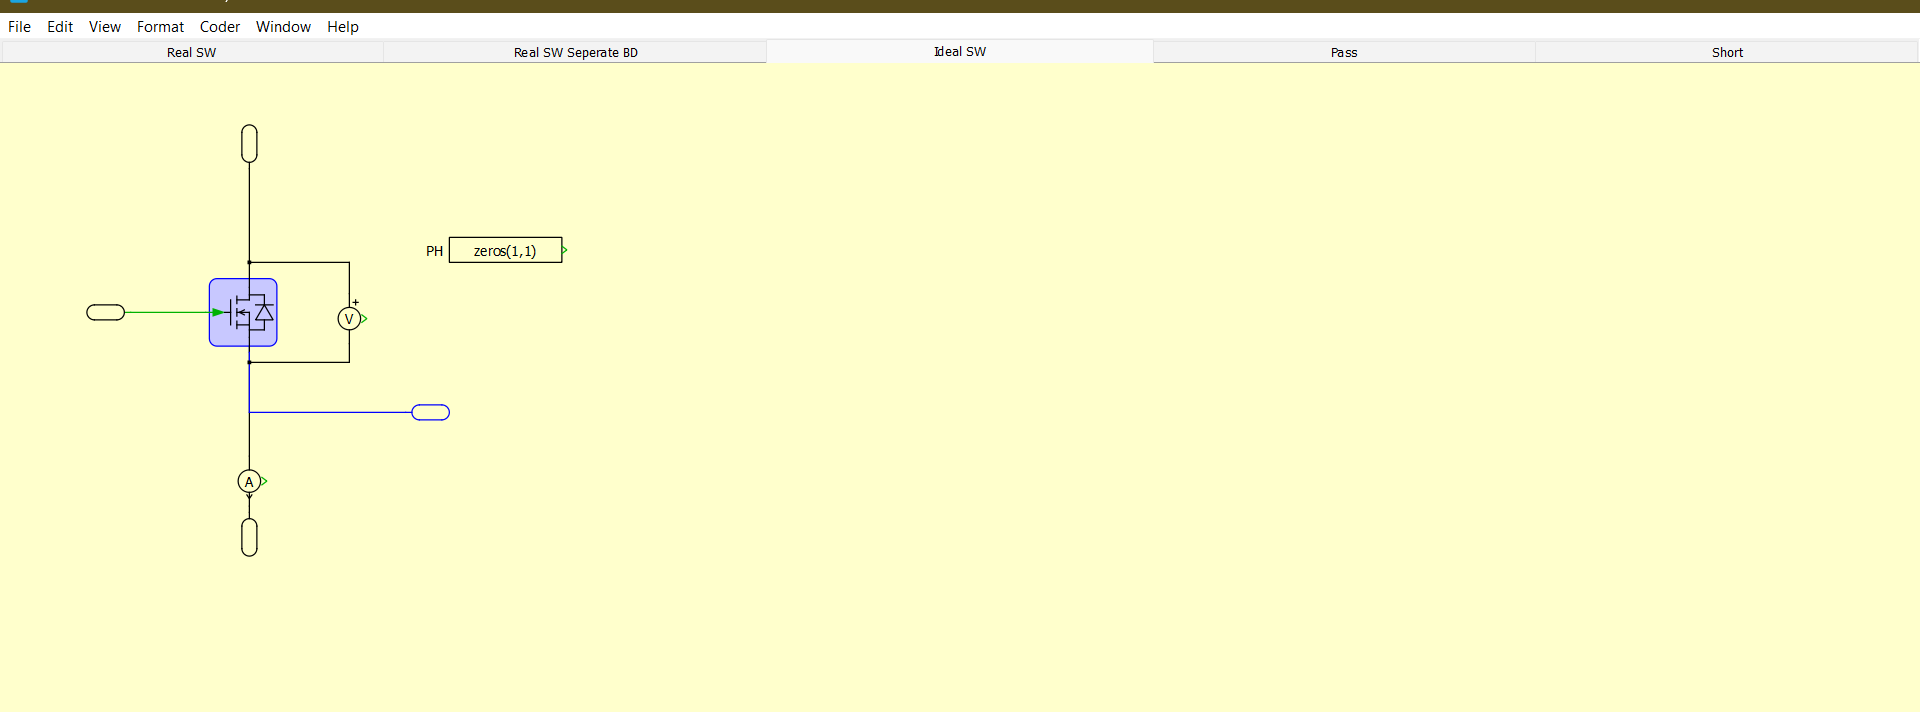 File Edit View Format Coder Window Help
Real SW Real SW Seperate BD Ideal SW Pass Short
PH zeros(1,1)
+
V
A